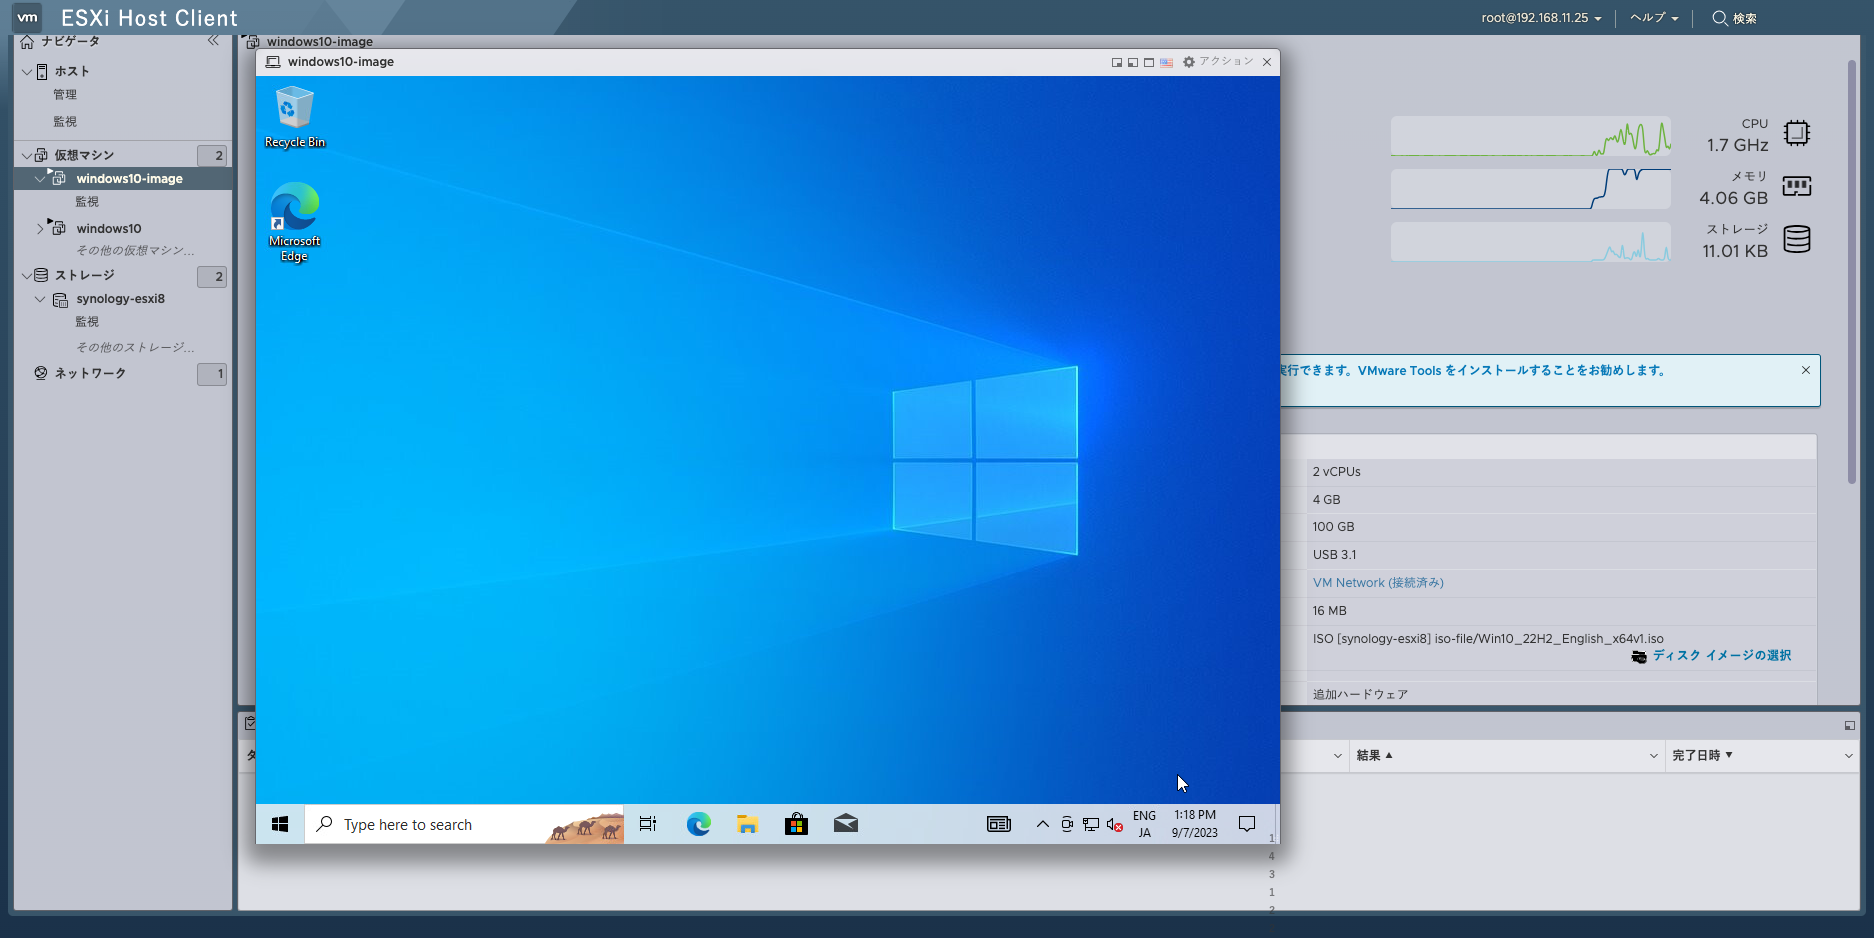 vm ESXi Host Client
root@192.168.11.25
ヘルプ
検索
ナビゲータ
ホスト
管理
監視
仮想マシン 2
windows10-image
監視
windows10
その他の仮想マシン...
ストレージ 2
synology-esxi8
監視
その他のストレージ...
ネットワーク 1
windows10-image
windows10-image
アクション
Recycle Bin
Microsoft
Edge
Type here to search
ENG
JA
1:18 PM
9/7/2023
CPU
1.7 GHz
メモリ
4.06 GB
ストレージ
11.01 KB
実行できます。VMware Tools をインストールすることをお勧めします。
2 vCPUs
4 GB
100 GB
USB 3.1
VM Network (接続済み)
16 MB
ISO [synology-esxi8] iso-file/Win10_22H2_English_x64v1.iso
ディスク イメージの選択
追加ハードウェア
タ
結果 ▲
完了日時 ▼
1
4
3
1
2